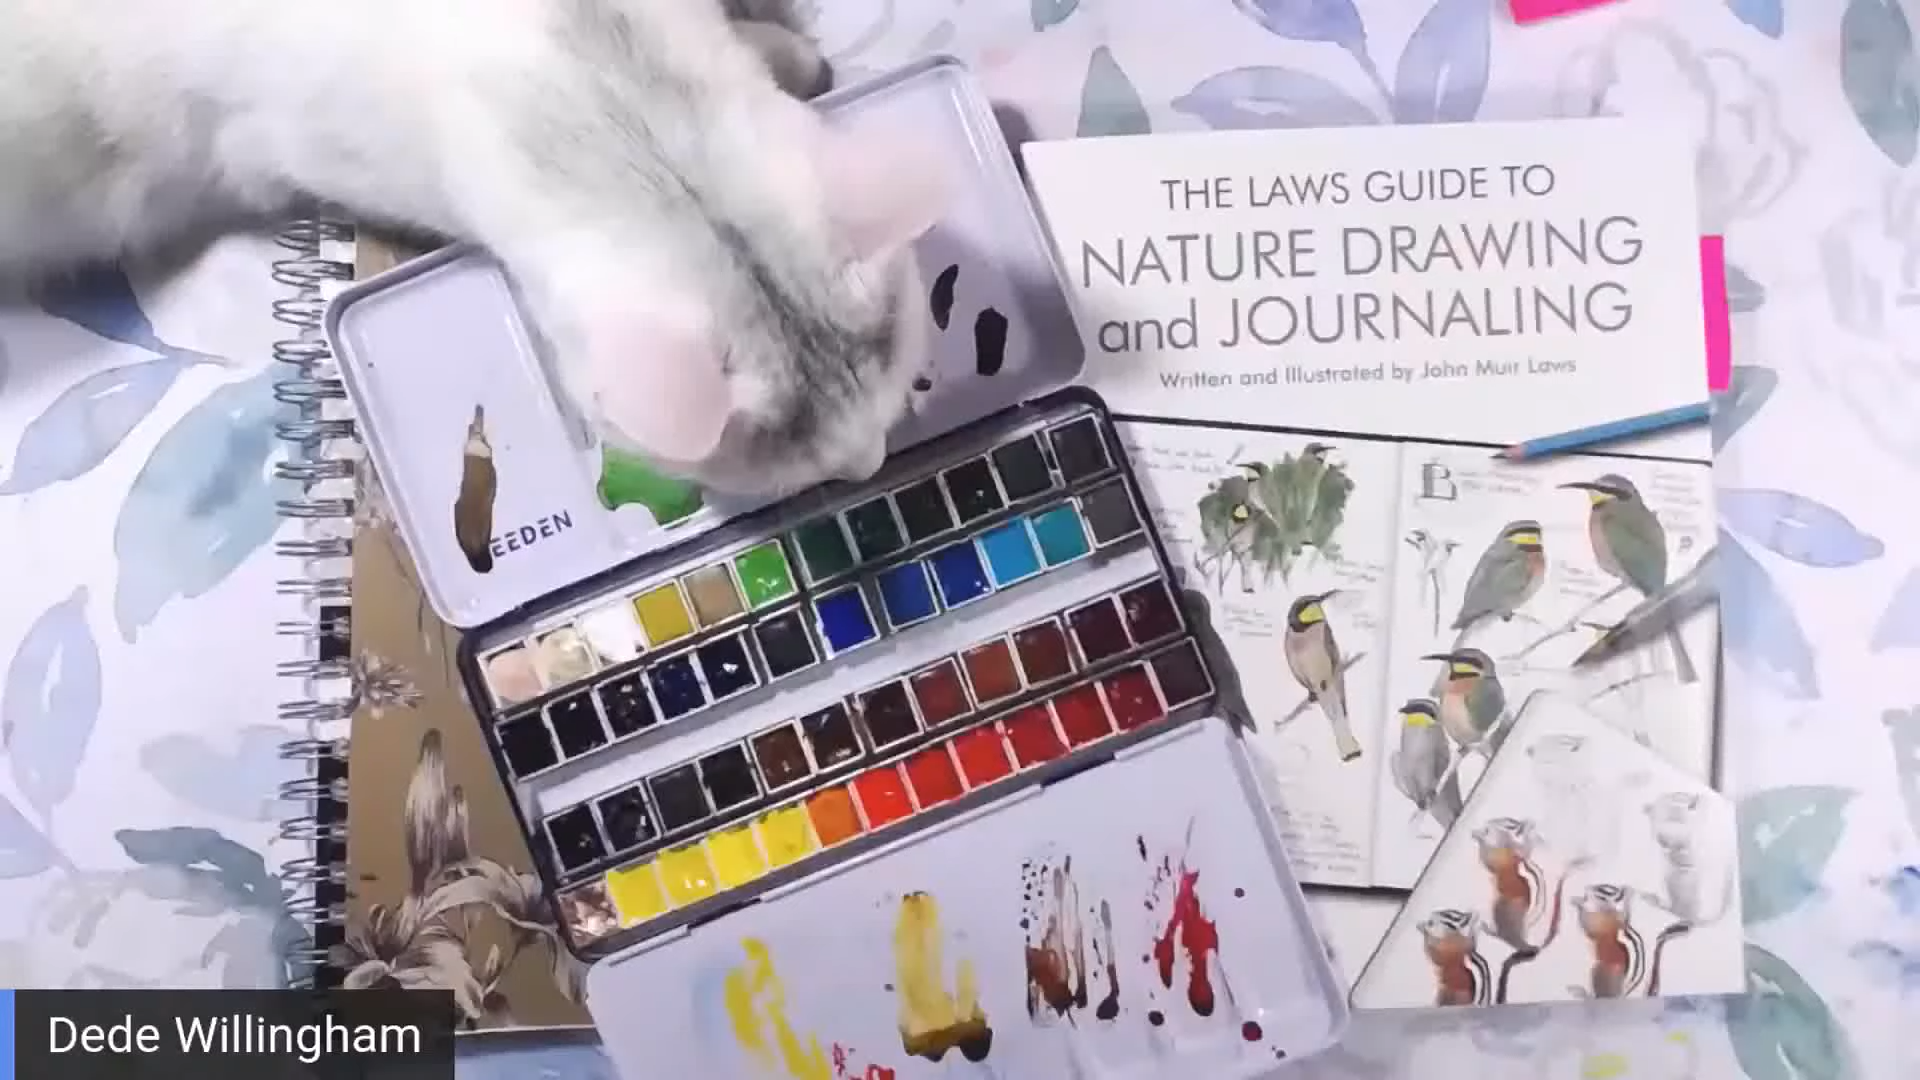 THE LAWS GUIDE TO
NATURE DRAWING
and JOURNALING
Written and Illustrated by John Muir Laws
EEDEN
B
Dede Willingham